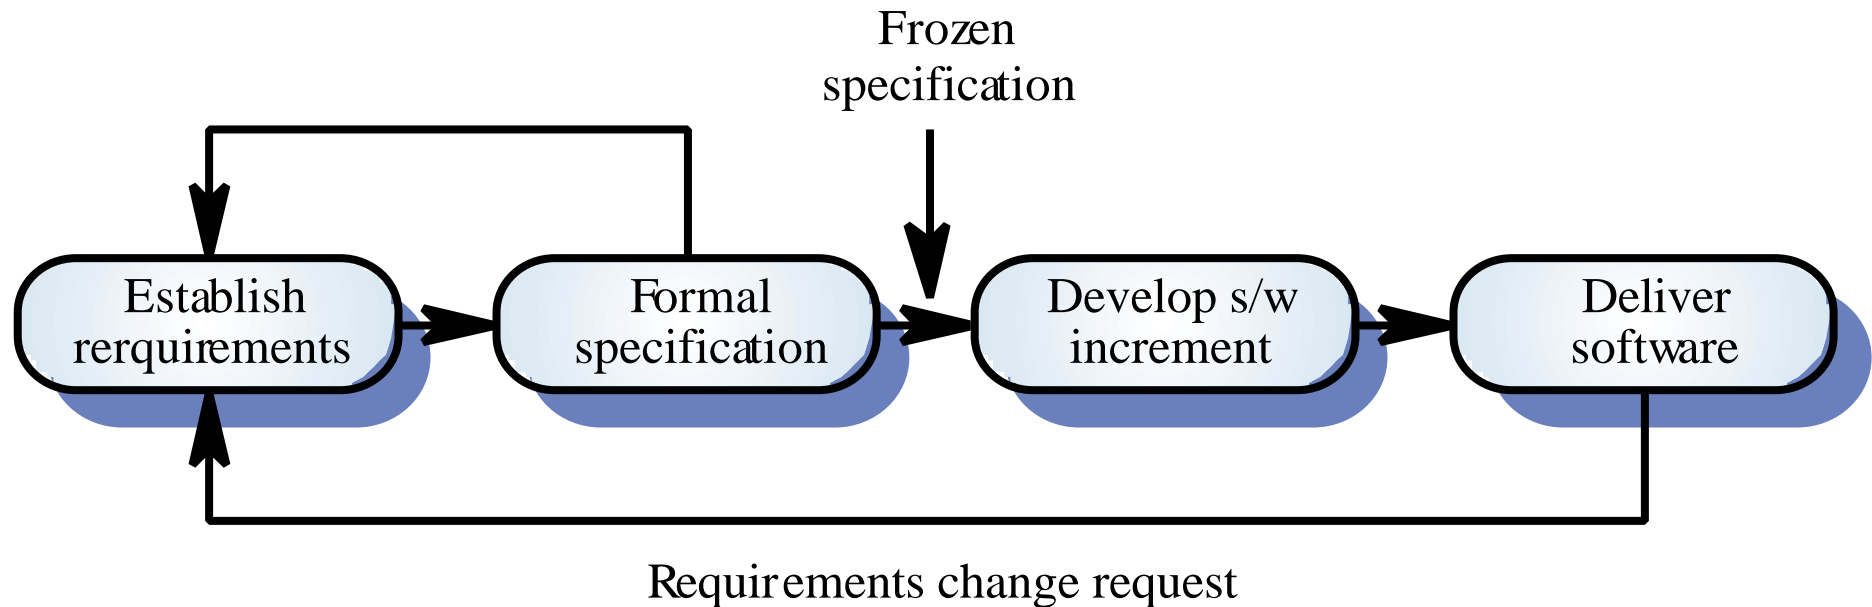 Frozen
specification
Establish
rerquirements
Formal
specification
Develop s/w
increment
Deliver
software
Requirements change request